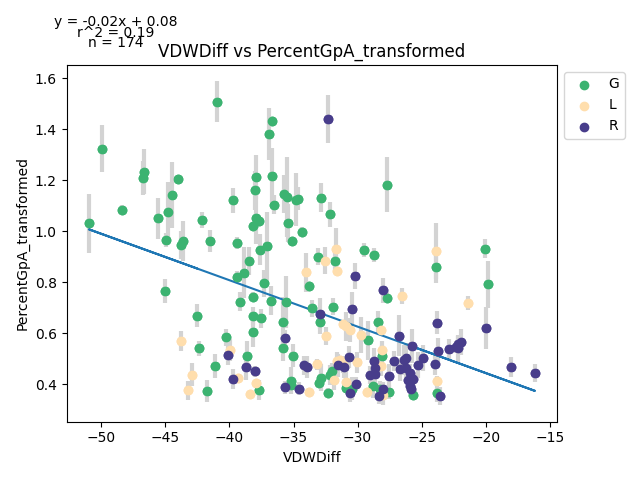 y = -0.02x + 0.08
r^2 = 0.19
n = 174
VDWDiff vs PercentGpA_transformed
G
L
R
PercentGpA_transformed
1.6
1.4
1.2
1.0
0.8
0.6
0.4
−50
−45
−40
−35
−30
−25
−20
−15
VDWDiff